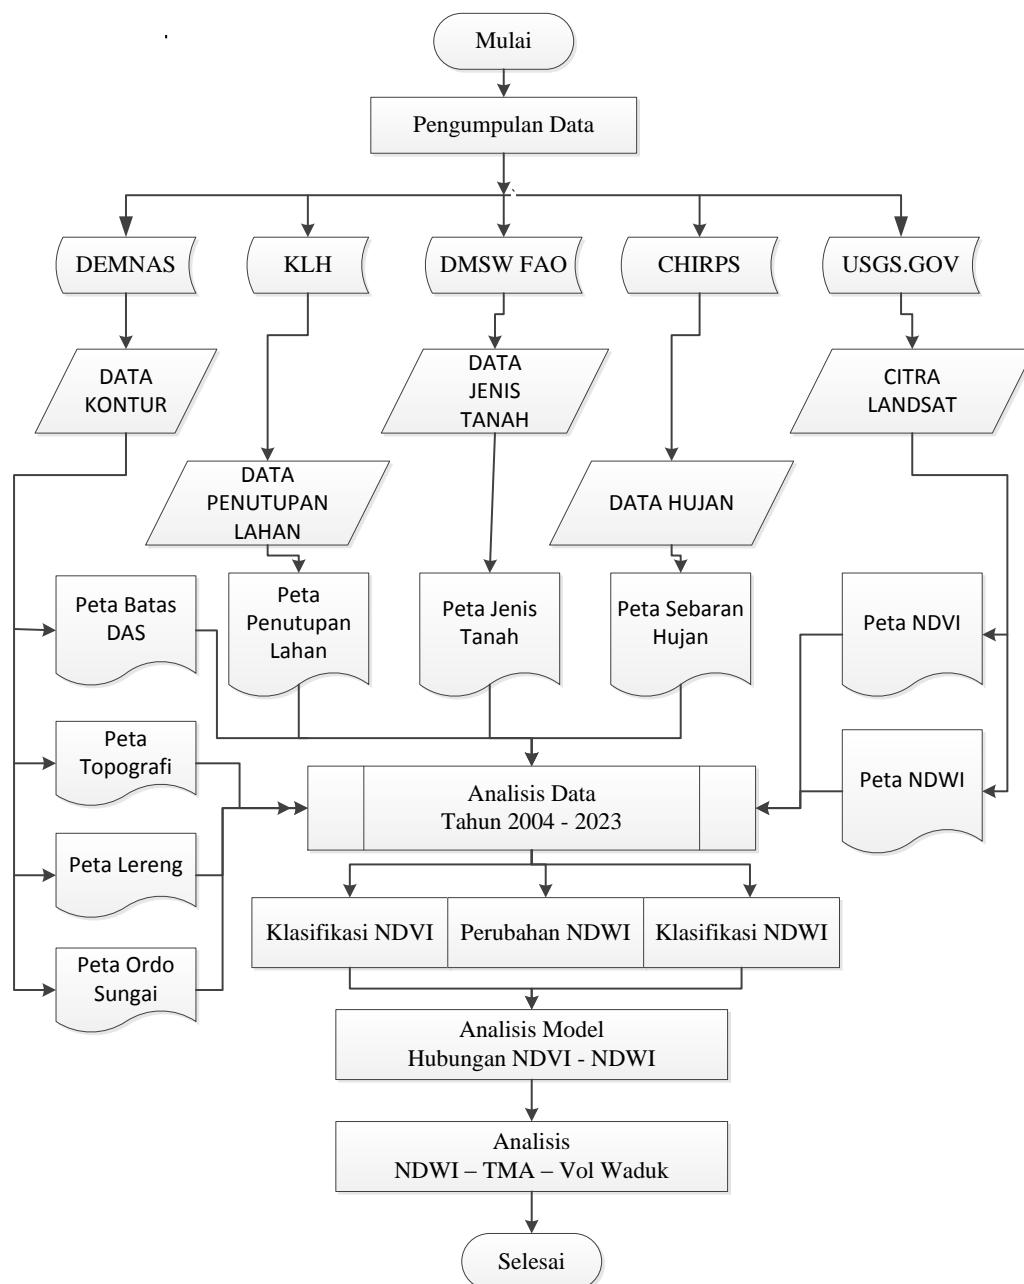 Mulai
Pengumpulan Data
DEMNAS
KLH
DMSW FAO
CHIRPS
USGS.GOV
DATA
KONTUR
DATA
JENIS
TANAH
CITRA
LANDSAT
DATA
PENUTUPAN
LAHAN
DATA HUJAN
Peta Batas
DAS
Peta
Penutupan
Lahan
Peta Jenis
Tanah
Peta Sebaran
Hujan
Peta NDVI
Peta
Topografi
Analisis Data
Tahun 2004 - 2023
Peta NDWI
Peta Lereng
Klasifikasi NDVI
Perubahan NDWI
Klasifikasi NDWI
Peta Ordo
Sungai
Analisis Model
Hubungan NDVI - NDWI
Analisis
NDWI – TMA – Vol Waduk
Selesai